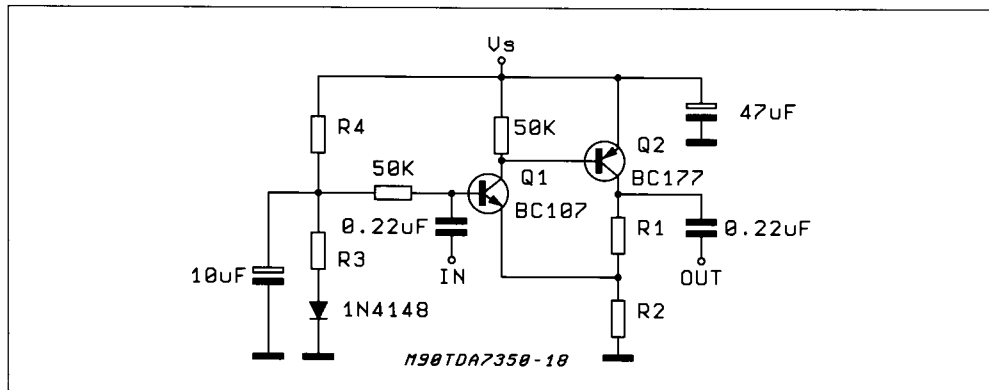 Vs
R4
50K
47uF
Q2
50K
Q1
BC177
BC107
0.22uF
R1
0.22uF
R3
10uF
IN
OUT
1N4148
R2
M90TDA7350-18